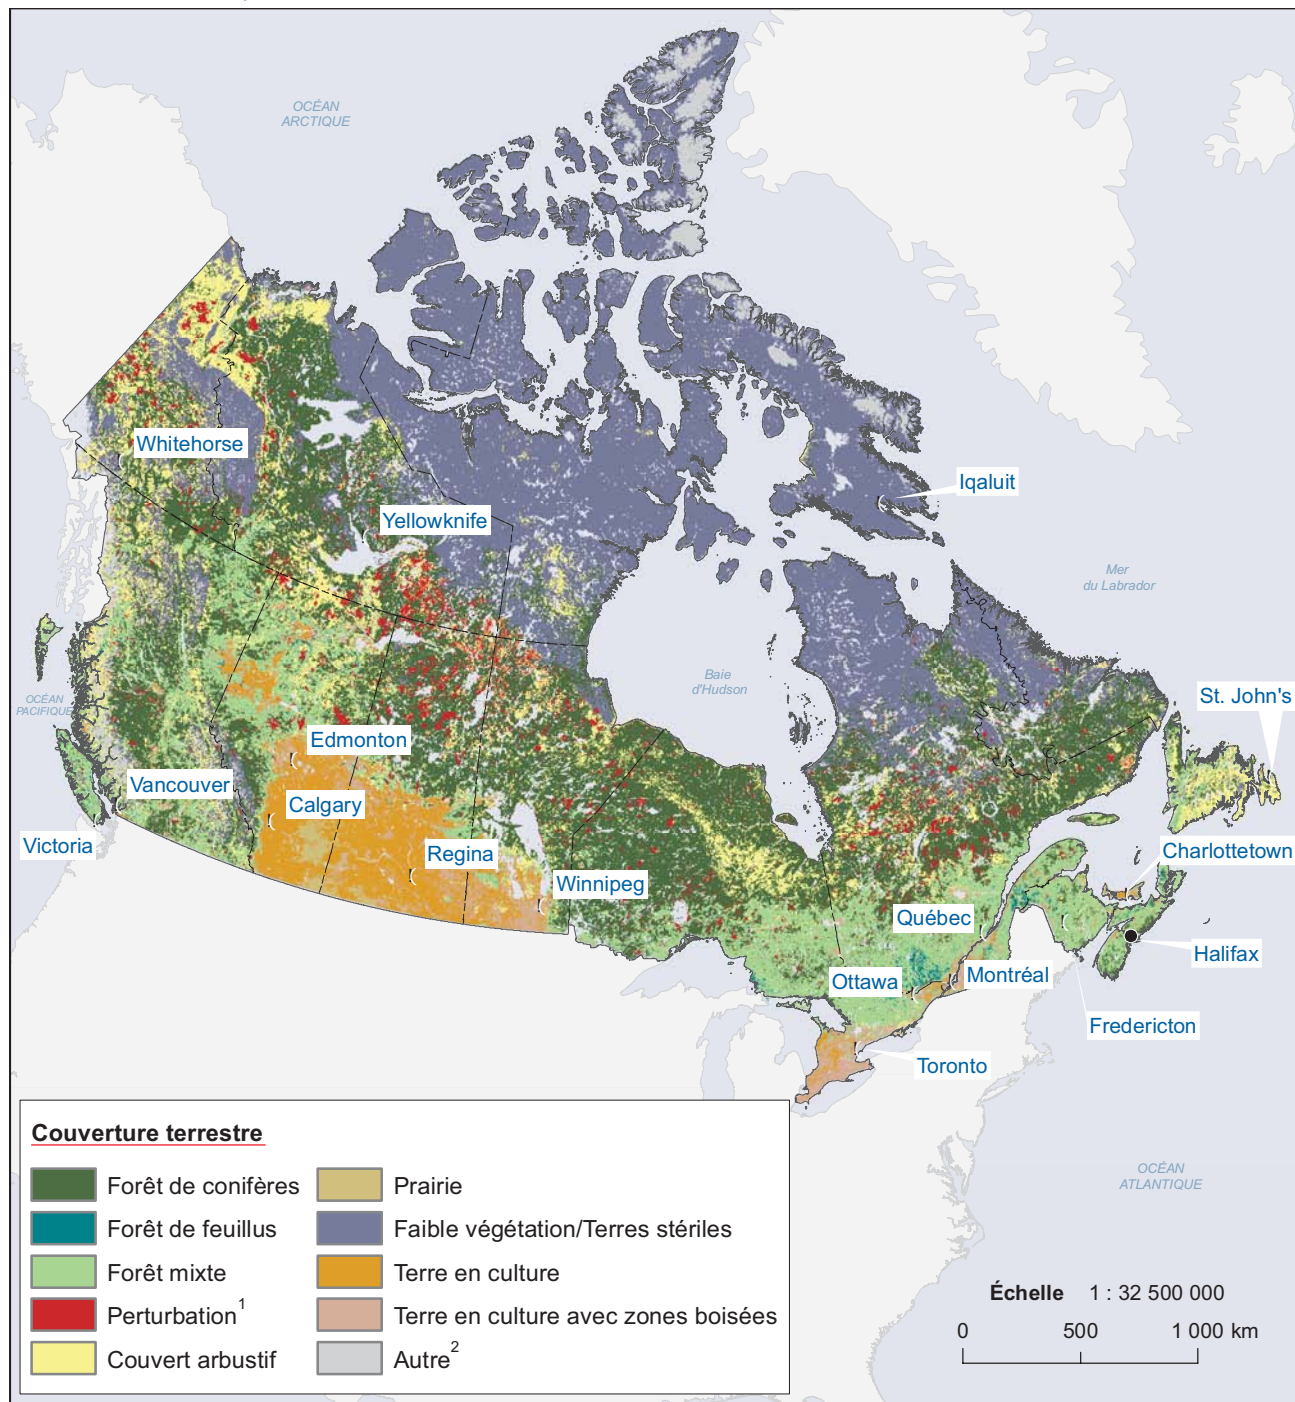 OCÉAN
ARCTIQUE
Whitehorse
Iqaluit
Yellowknife
Mer
du Labrador
Baie
d'Hudson
OCÉAN
PACIFIQUE
St. John's
Edmonton
Vancouver
Calgary
Victoria
Regina
Charlottetown
Winnipeg
Québec
Halifax
Ottawa
Montréal
Fredericton
Toronto
Couverture terrestre
Forêt de conifères
Forêt de feuillus
Forêt mixte
Perturbation1
Couvert arbustif
Prairie
Faible végétation/Terres stériles
Terre en culture
Terre en culture avec zones boisées
Autre2
OCÉAN
ATLANTIQUE
Échelle 1 : 32 500 000
0 500 1 000 km